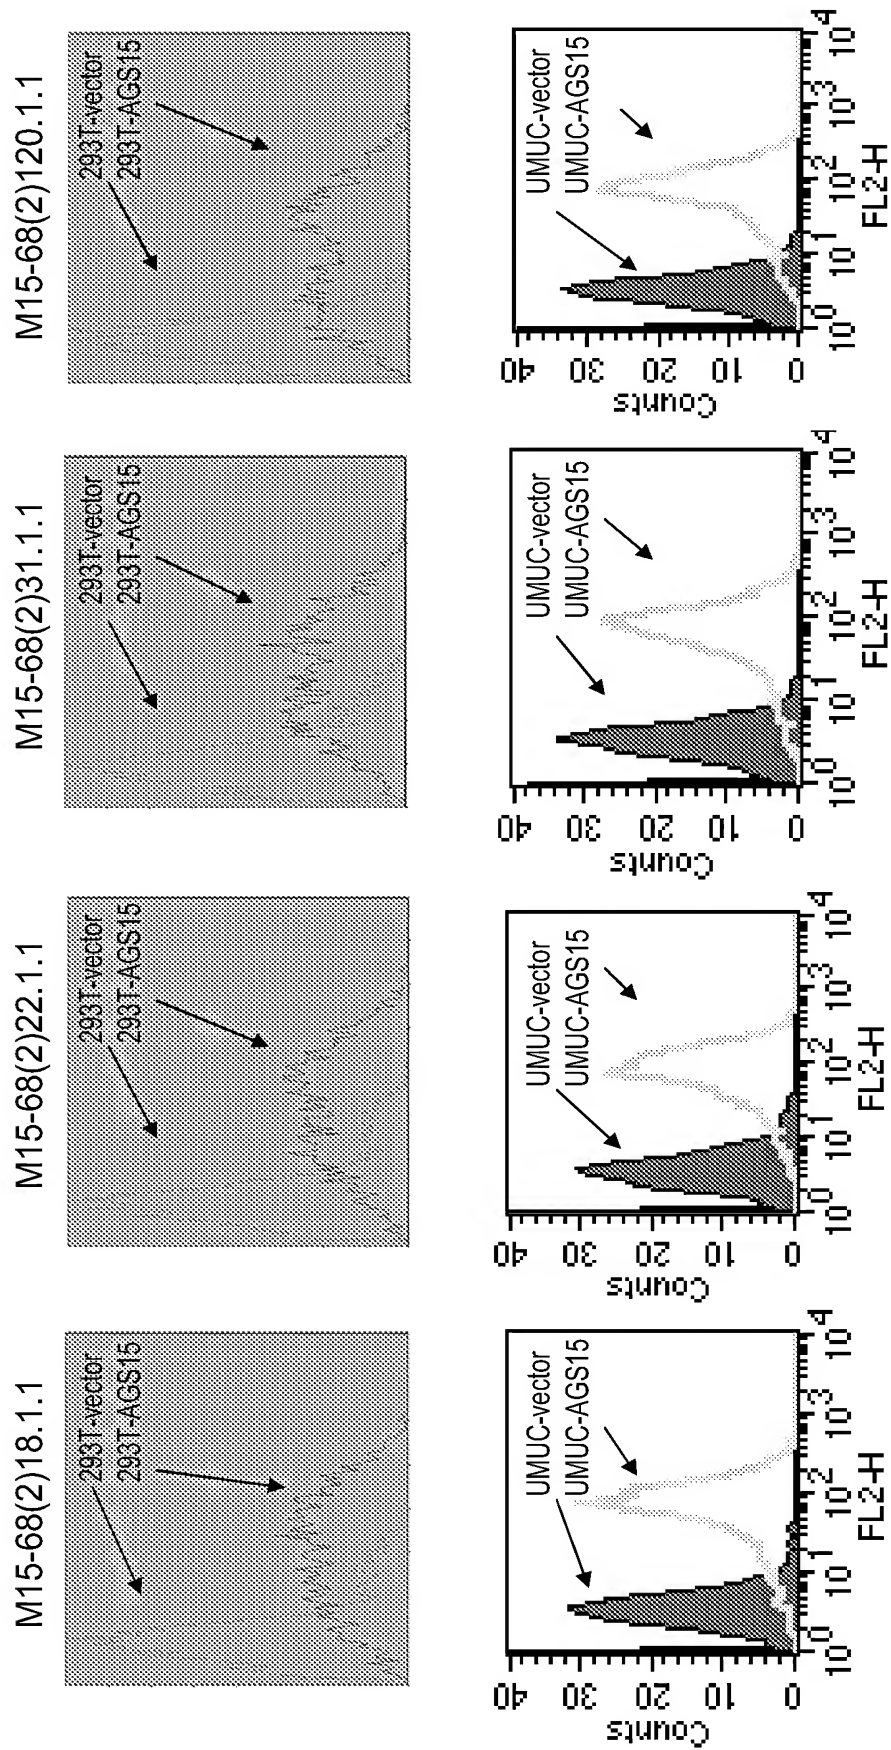 M15-68(2)18.1.1
293T-vector
293T-AGS15
M15-68(2)22.1.1
293T-vector
293T-AGS15
M15-68(2)31.1.1
293T-vector
293T-AGS15
M15-68(2)120.1.1
293T-vector
293T-AGS15
UMUC-vector
UMUC-AGS15
Counts
40
30
20
10
0
10^0 10^1 10^2 10^3 10^4
FL2-H
UMUC-vector
UMUC-AGS15
Counts
40
30
20
10
0
10^0 10^1 10^2 10^3 10^4
FL2-H
UMUC-vector
UMUC-AGS15
Counts
40
30
20
10
0
10^0 10^1 10^2 10^3 10^4
FL2-H
UMUC-vector
UMUC-AGS15
Counts
40
30
20
10
0
10^0 10^1 10^2 10^3 10^4
FL2-H